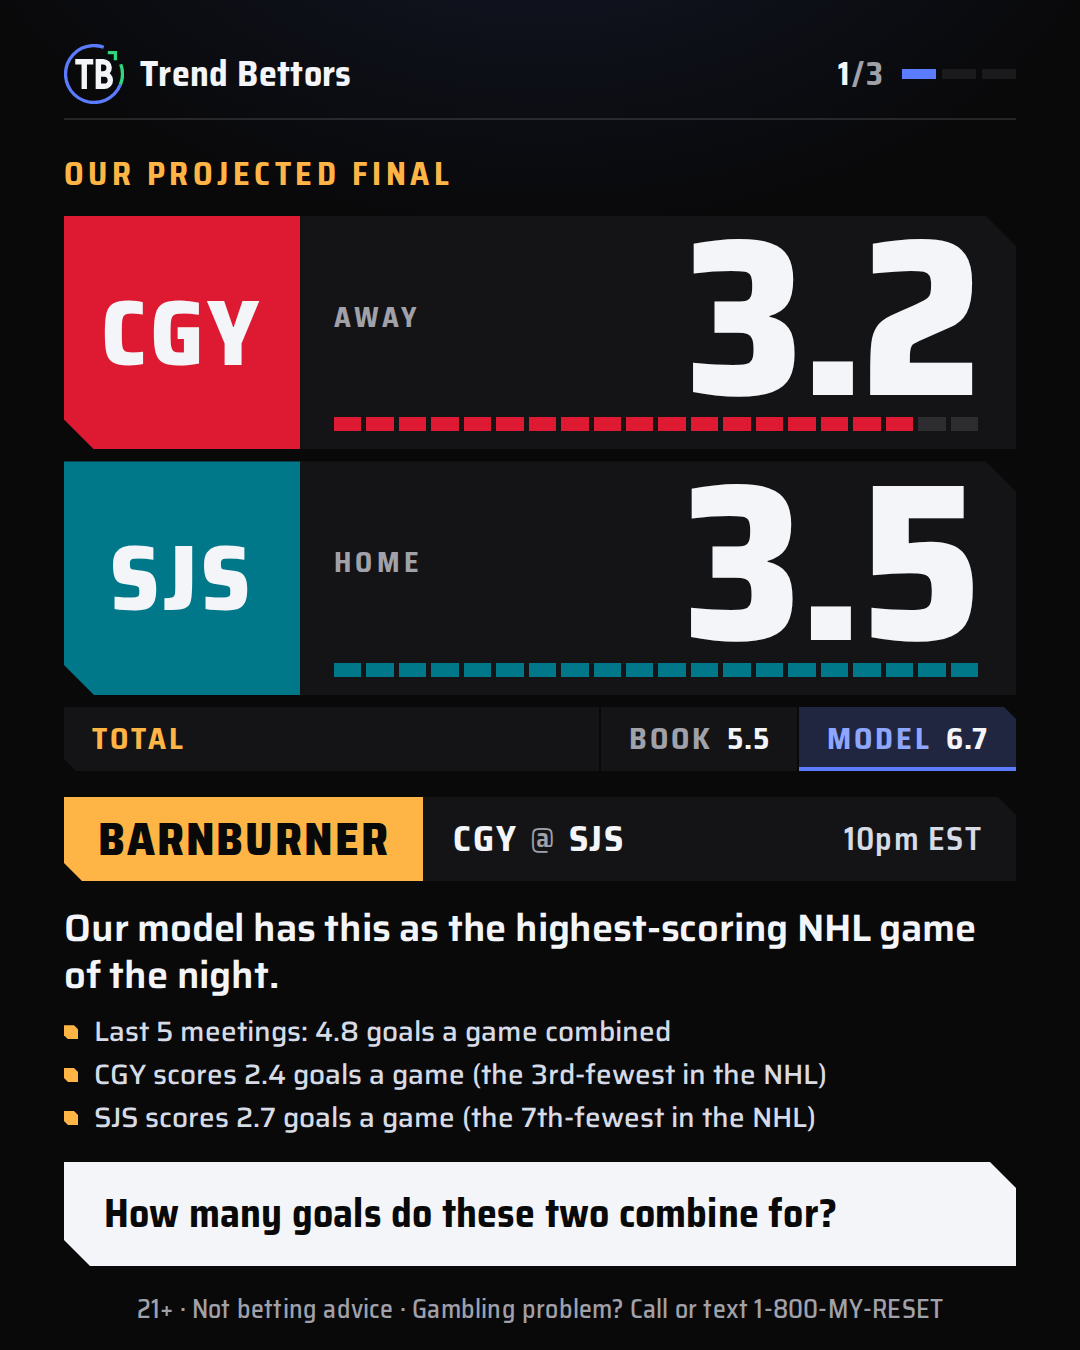 TB Trend Bettors
1/3
OUR PROJECTED FINAL
CGY
AWAY
3.2
SJS
HOME
3.5
TOTAL BOOK 5.5 MODEL 6.7
BARNBURNER CGY @ SJS 10pm EST
Our model has this as the highest-scoring NHL game
of the night.
Last 5 meetings: 4.8 goals a game combined
CGY scores 2.4 goals a game (the 3rd-fewest in the NHL)
SJS scores 2.7 goals a game (the 7th-fewest in the NHL)
How many goals do these two combine for?
21+ · Not betting advice · Gambling problem? Call or text 1-800-MY-RESET